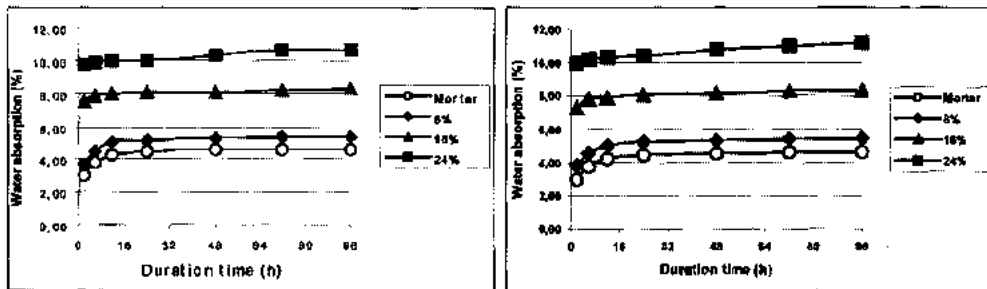 12,00
10,00
8,00
6,00
4,00
2,00
0,00
Water absorption (%)
0 16 32 48 64 80 96
Duration time (h)
Mortar
8%
16%
24%
12,00
10,00
8,00
6,00
4,00
2,00
0,00
Water absorption (%)
0 16 32 48 64 80 96
Duration time (h)
Mortar
8%
16%
24%